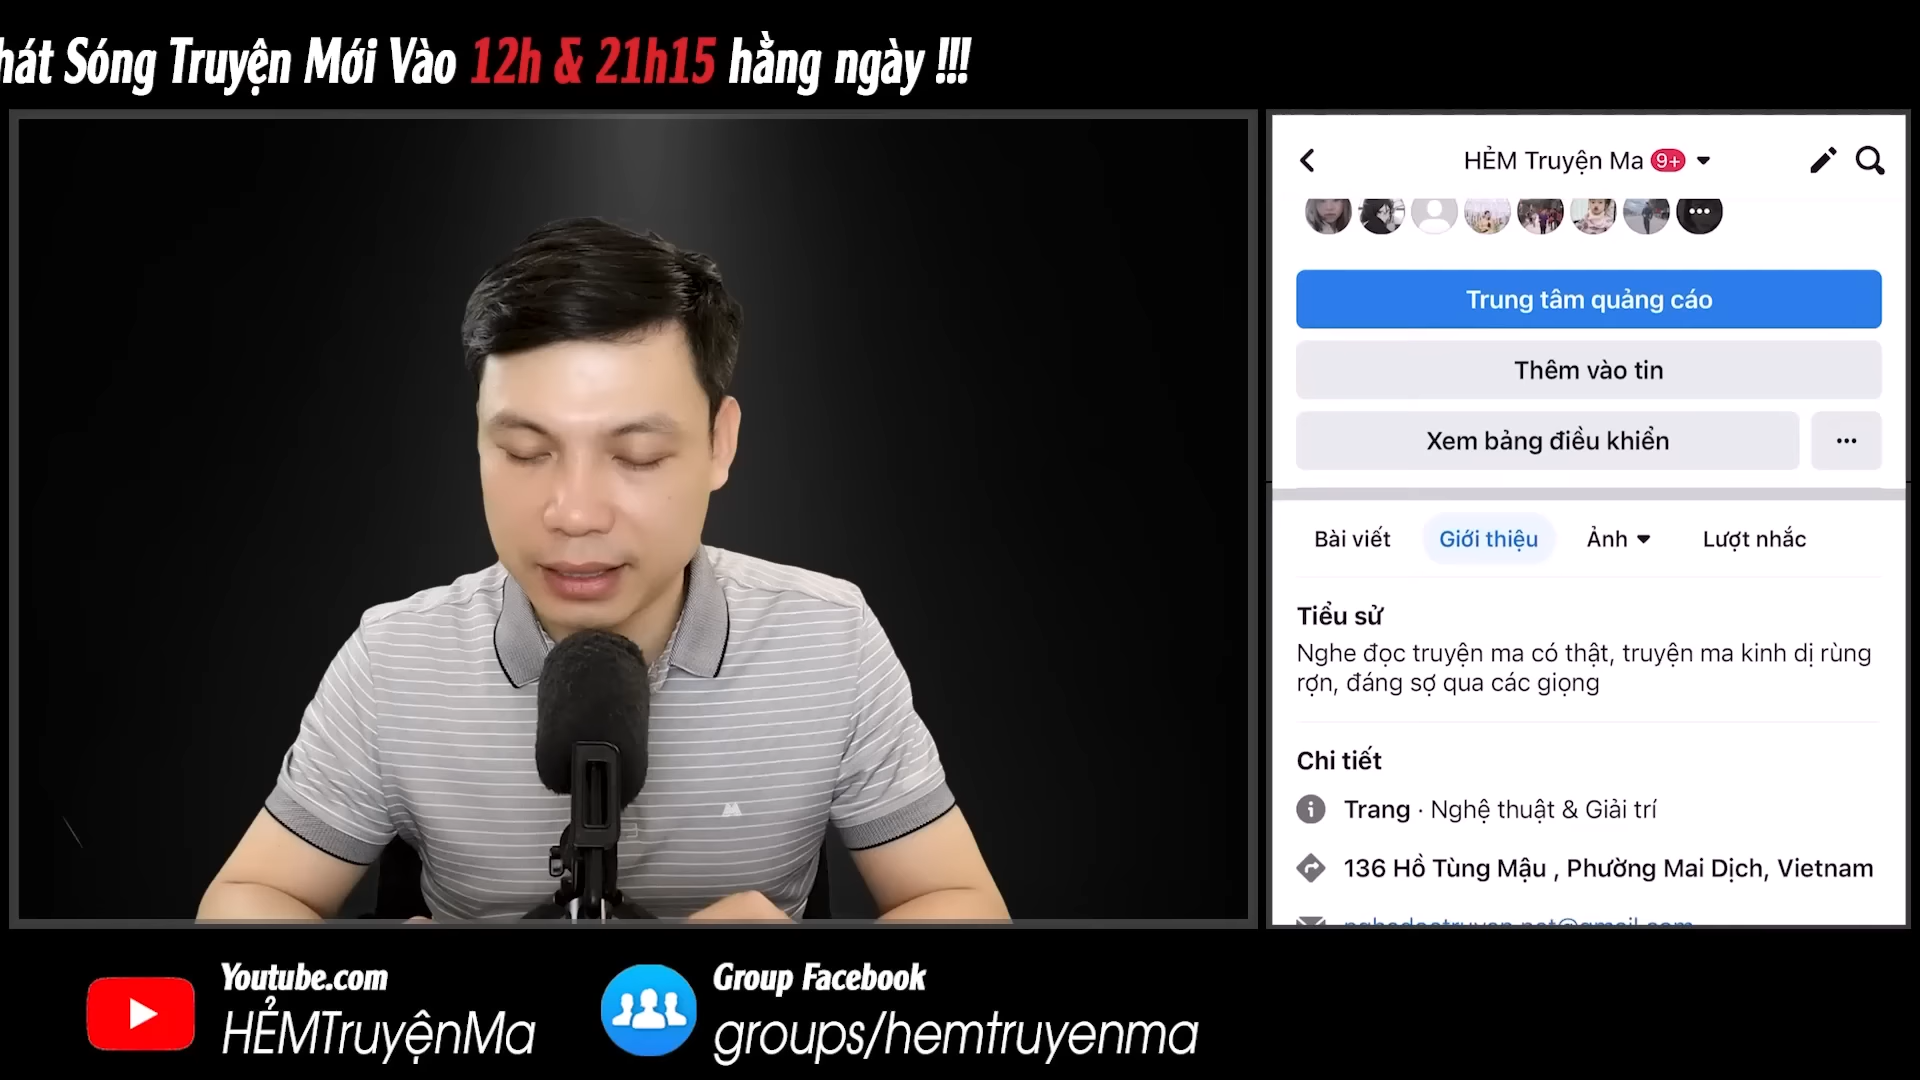 hát Sóng Truyện Mới Vào 12h & 21h15 hằng ngày !!!
HẺM Truyện Ma 9+
Trung tâm quảng cáo
Thêm vào tin
Xem bảng điều khiển
Bài viết Giới thiệu Ảnh Lượt nhắc
Tiểu sử
Nghe đọc truyện ma có thật, truyện ma kinh dị rùng
rợn, đáng sợ qua các giọng
Chi tiết
Trang · Nghệ thuật & Giải trí
136 Hồ Tùng Mậu , Phường Mai Dịch, Vietnam
Youtube.com
HẺMTruyệnMa
Group Facebook
groups/hemtruyenma